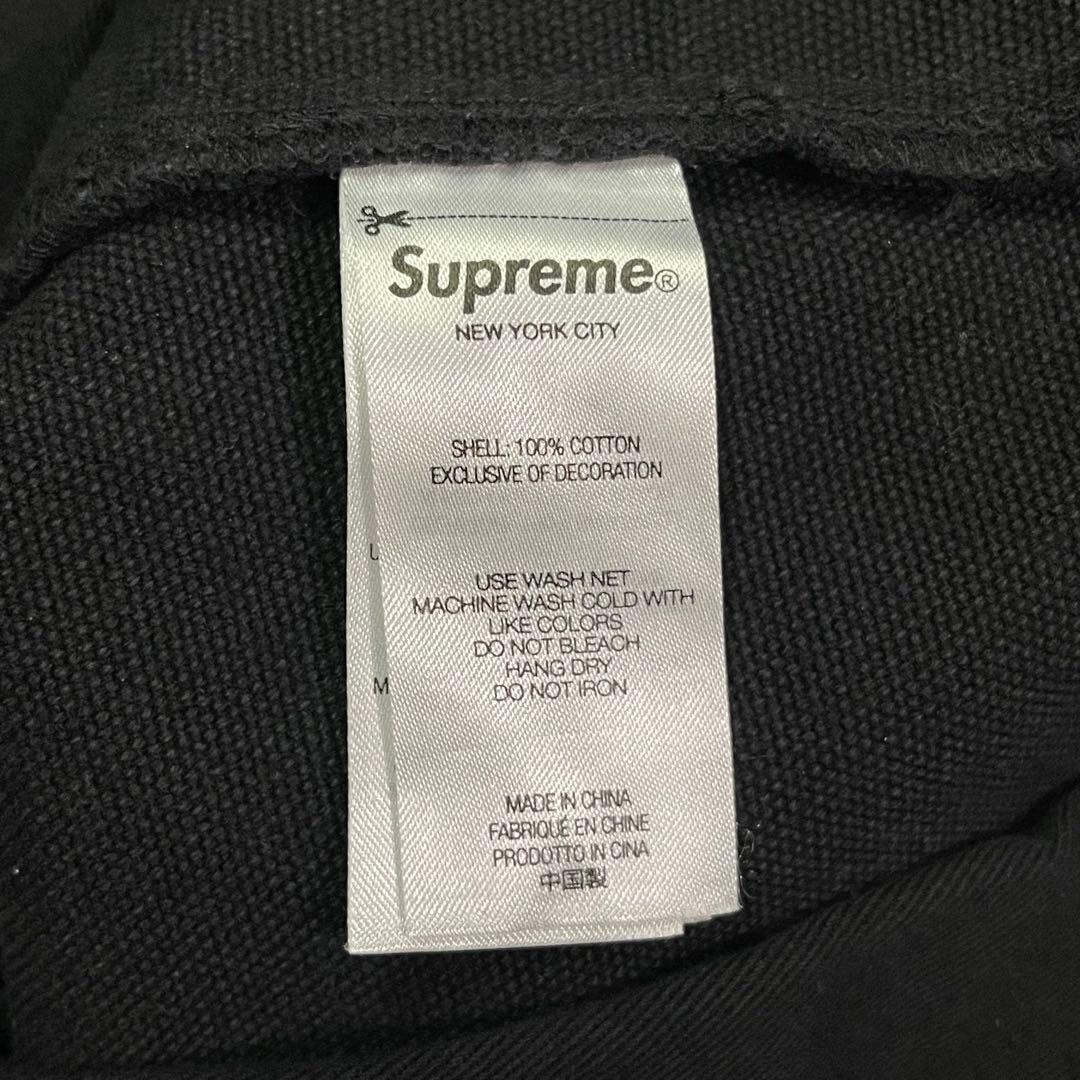 Supreme®
NEW YORK CITY
SHELL: 100% COTTON
EXCLUSIVE OF DECORATION
USE WASH NET
MACHINE WASH COLD WITH
LIKE COLORS
DO NOT BLEACH
HANG DRY
DO NOT IRON
MADE IN CHINA
FABRIQUÉ EN CHINE
PRODOTTO IN CINA
中国製